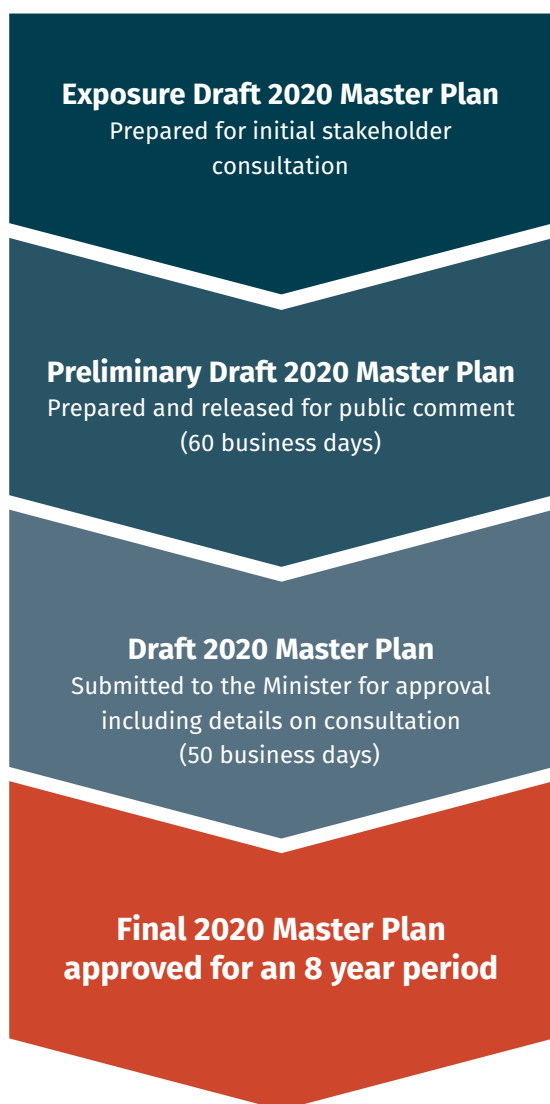 Exposure Draft 2020 Master Plan
Prepared for initial stakeholder
consultation
Preliminary Draft 2020 Master Plan
Prepared and released for public comment
(60 business days)
Draft 2020 Master Plan
Submitted to the Minister for approval
including details on consultation
(50 business days)
Final 2020 Master Plan
approved for an 8 year period